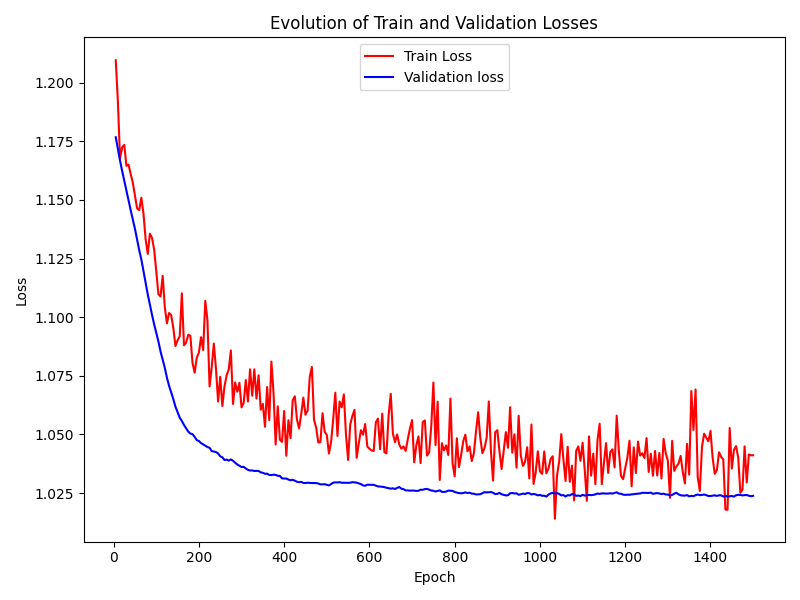 Evolution of Train and Validation Losses
Train Loss
Validation loss
Loss
1.200
1.175
1.150
1.125
1.100
1.075
1.050
1.025
0 200 400 600 800 1000 1200 1400
Epoch